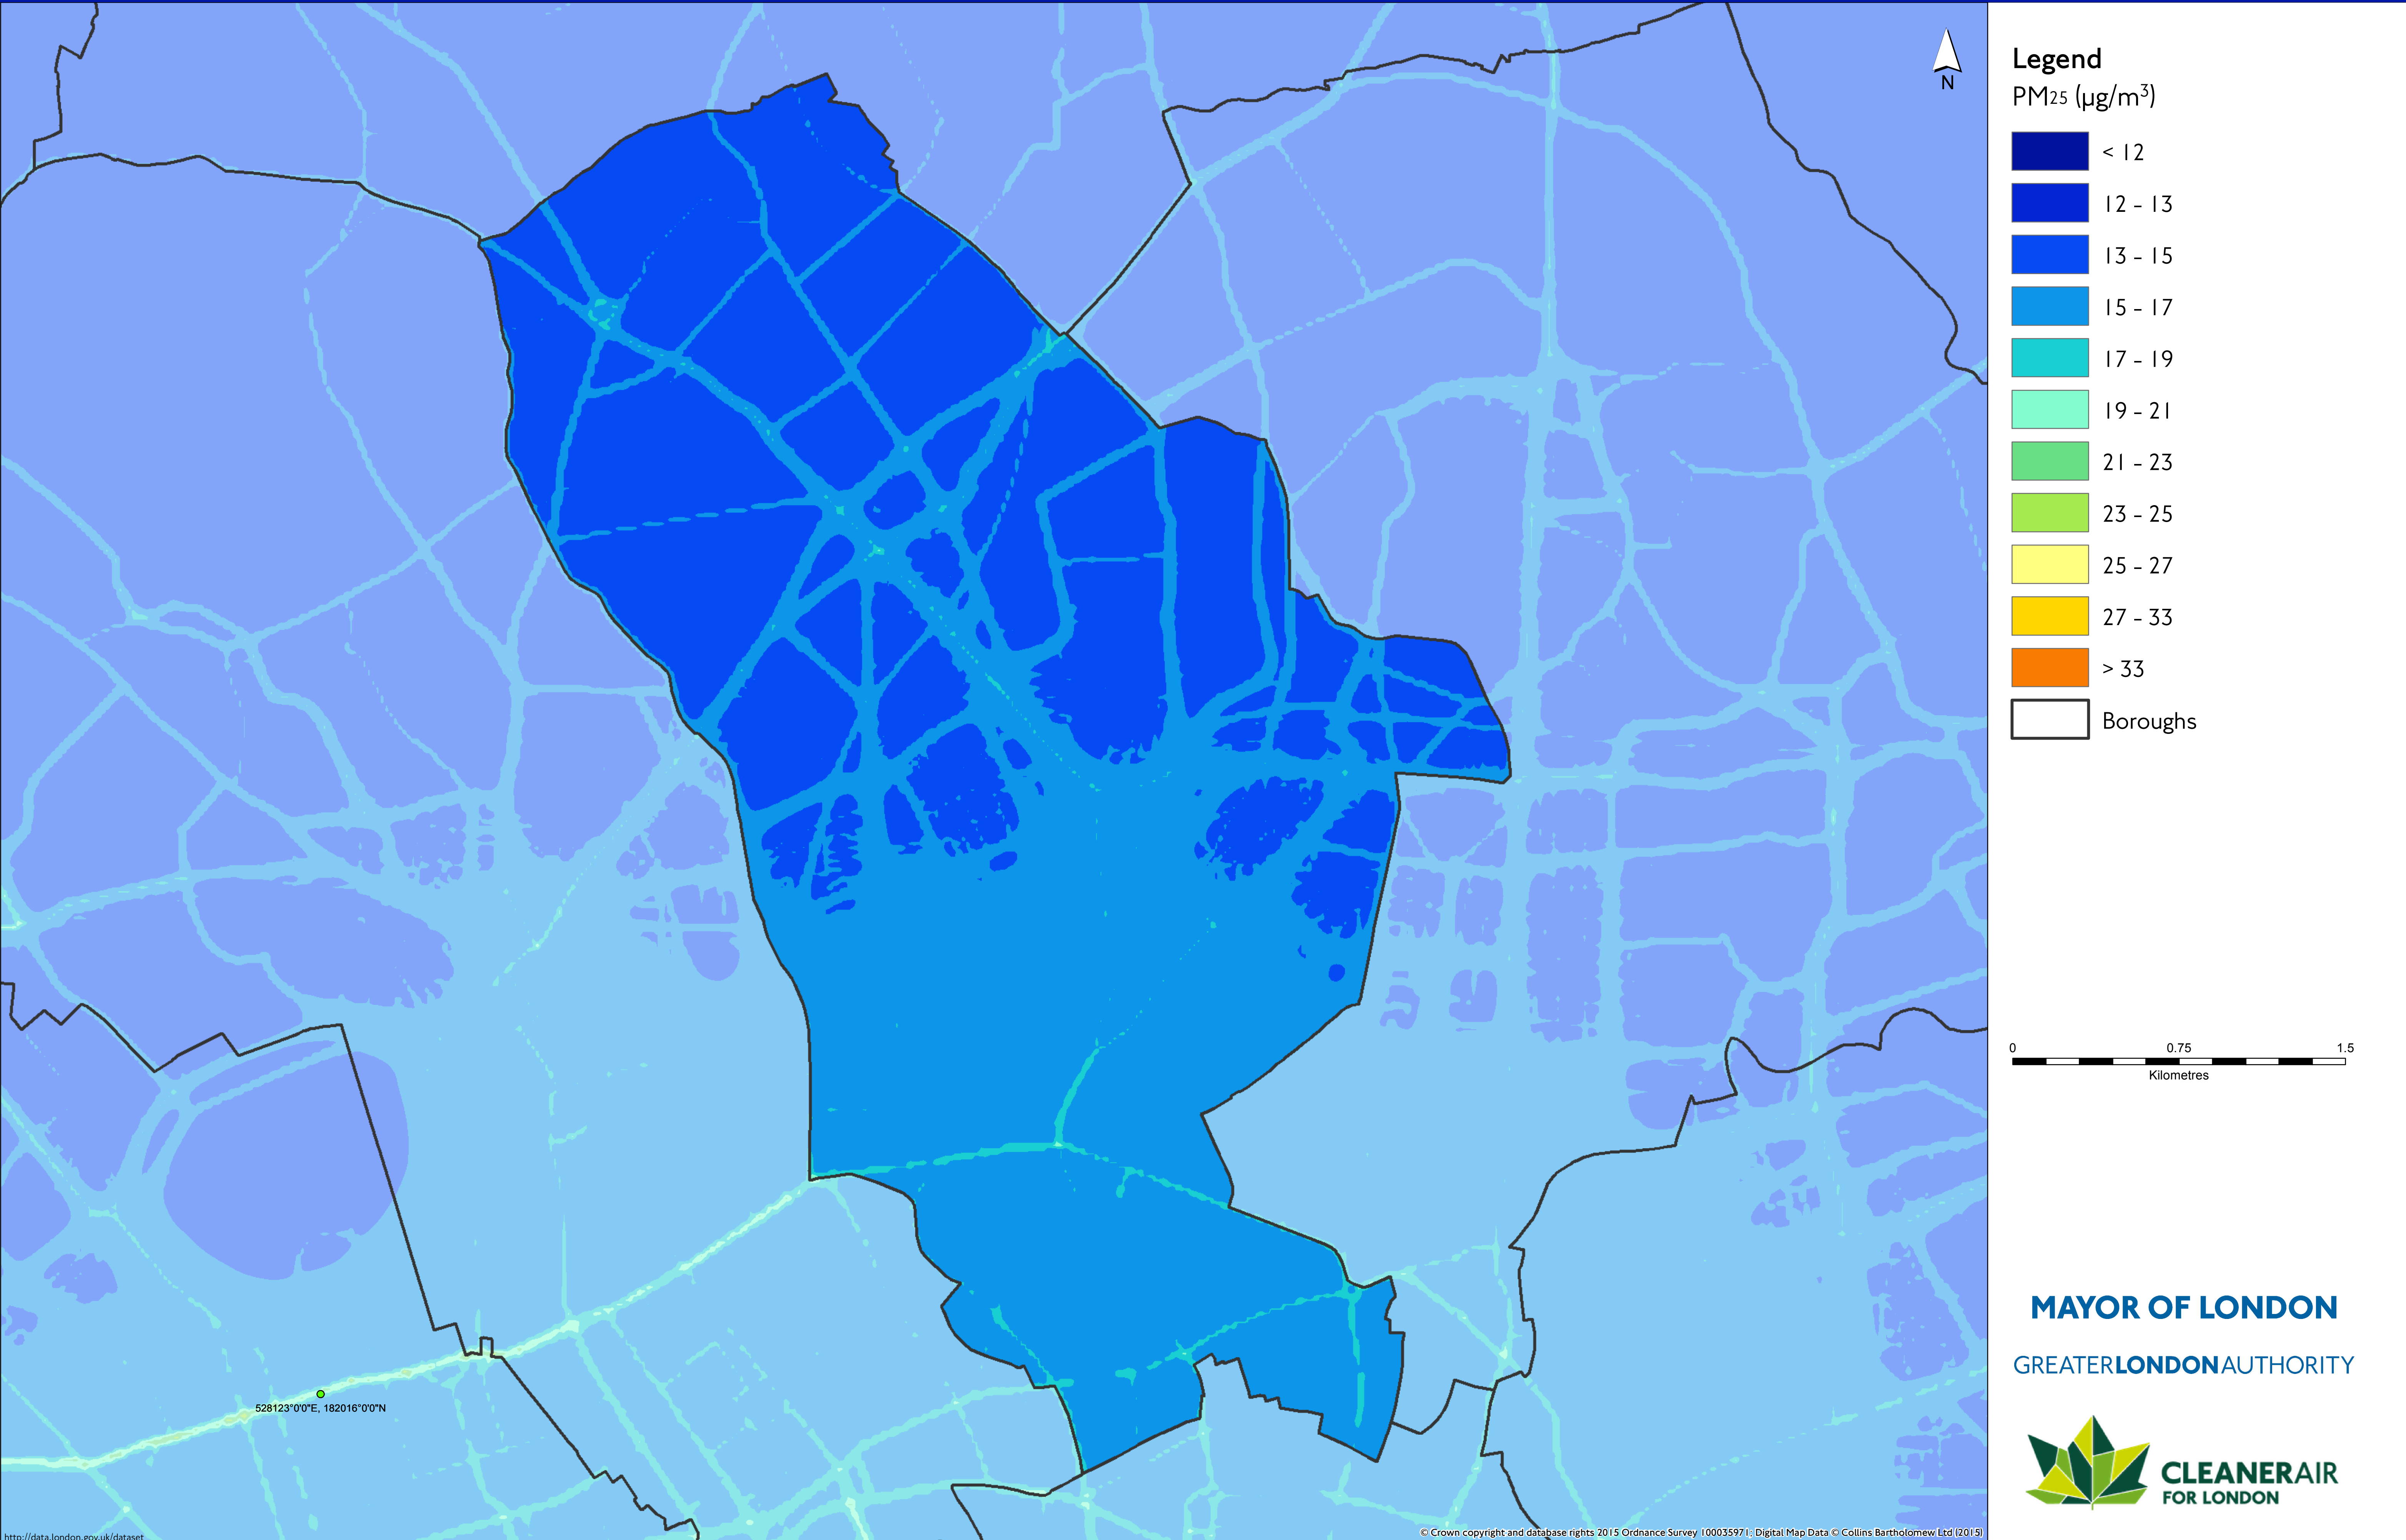 N
Legend
PM25 (µg/m³)
< 12
12 - 13
13 - 15
15 - 17
17 - 19
19 - 21
21 - 23
23 - 25
25 - 27
27 - 33
> 33
Boroughs
0 0.75 1.5
Kilometres
MAYOR OF LONDON
GREATERLONDONAUTHORITY
528123°0'0"E, 182016°0'0"N
CLEANERAIR
FOR LONDON
http://data.london.gov.uk/dataset
© Crown copyright and database rights 2015 Ordnance Survey 100035971; Digital Map Data © Collins Bartholomew Ltd (2015)